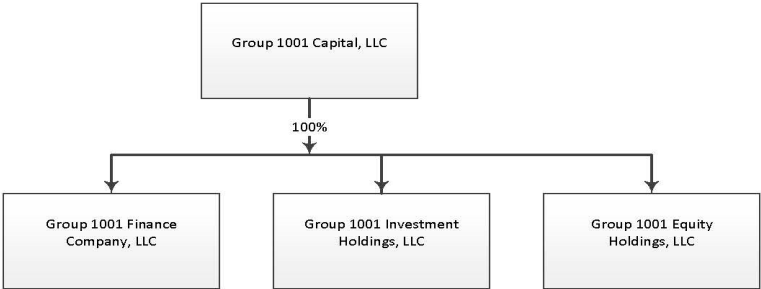 Group 1001 Capital, LLC
100%
Group 1001 Finance
Company, LLC
Group 1001 Investment
Holdings, LLC
Group 1001 Equity
Holdings, LLC